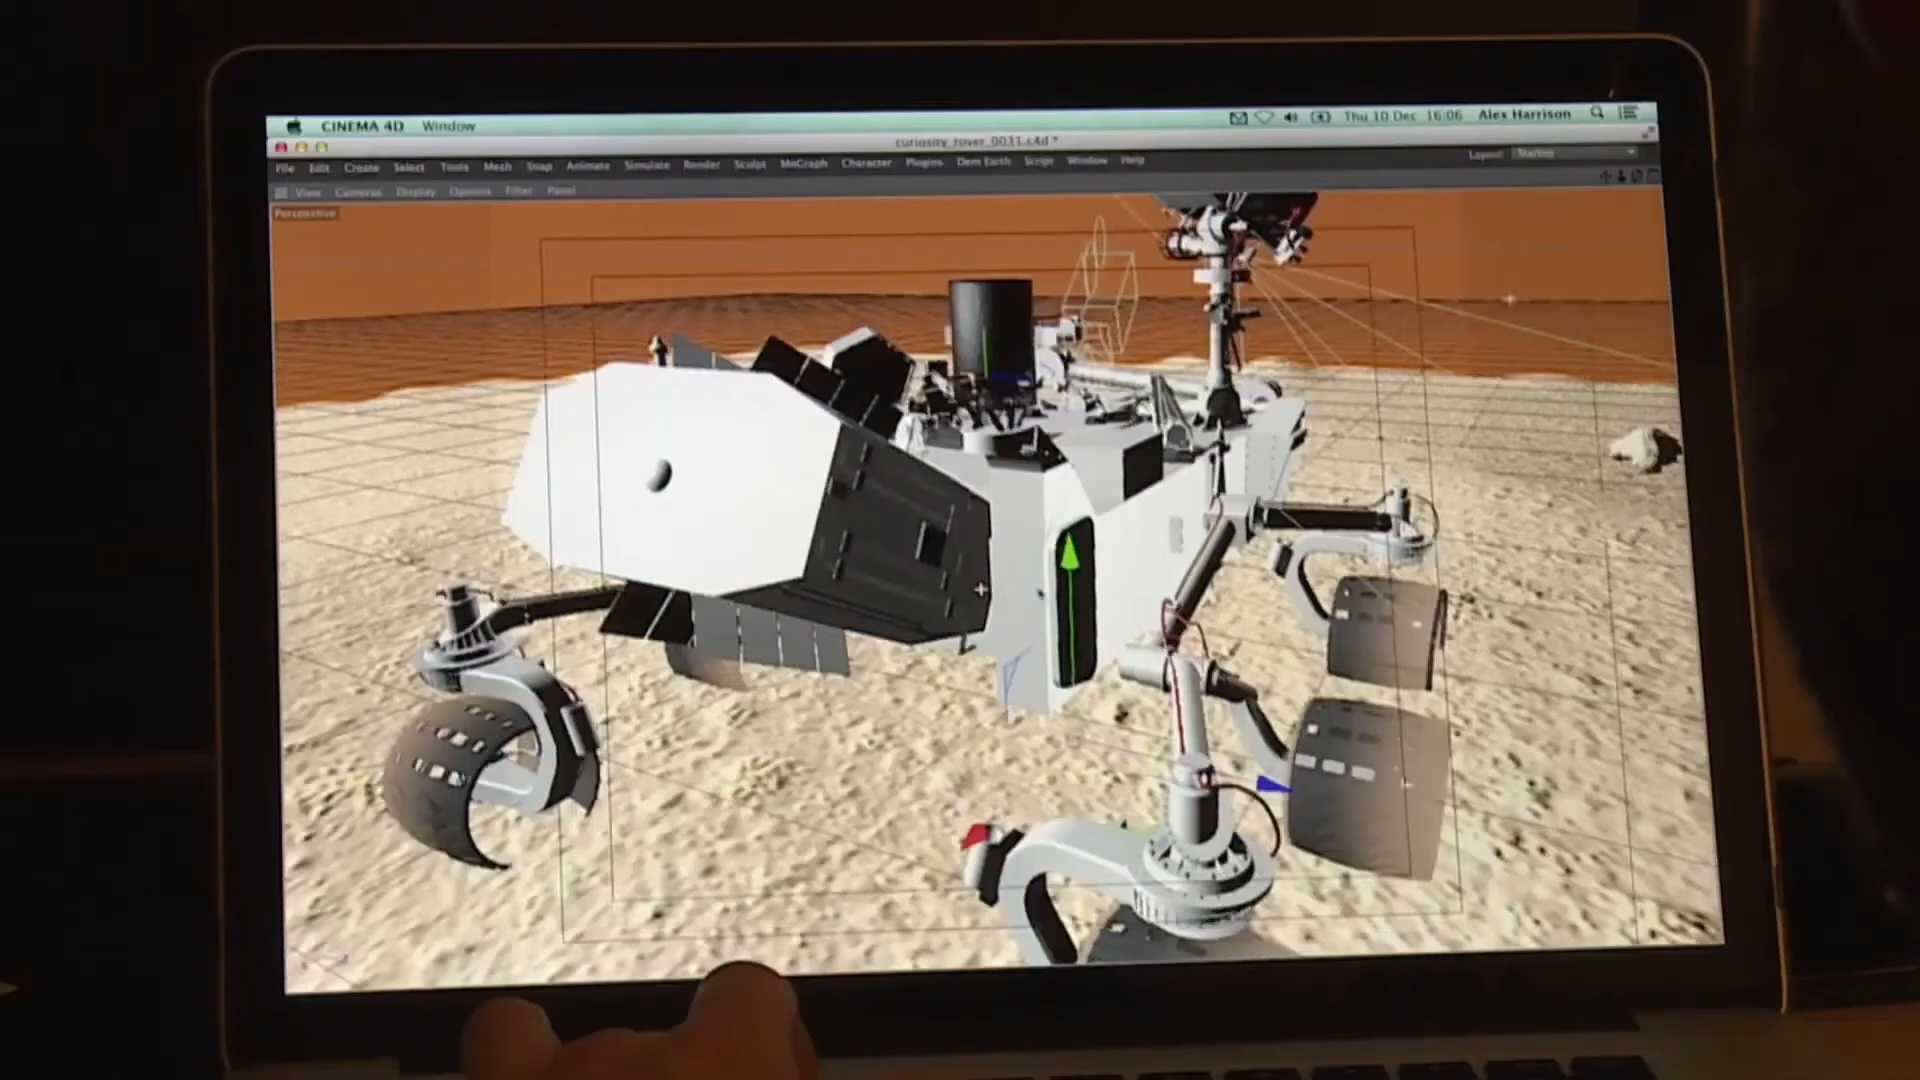 CINEMA 4D Window Thu 10 Dec 16:06 Alex Harrison
curiosity_rover_0031.c4d *
File Edit Create Select Tools Mesh Snap Animate Simulate Render Sculpt MoGraph Character Plugins Dem Earth Script Window Help Layout: Startup
View Cameras Display Options Filter Panel
Perspective